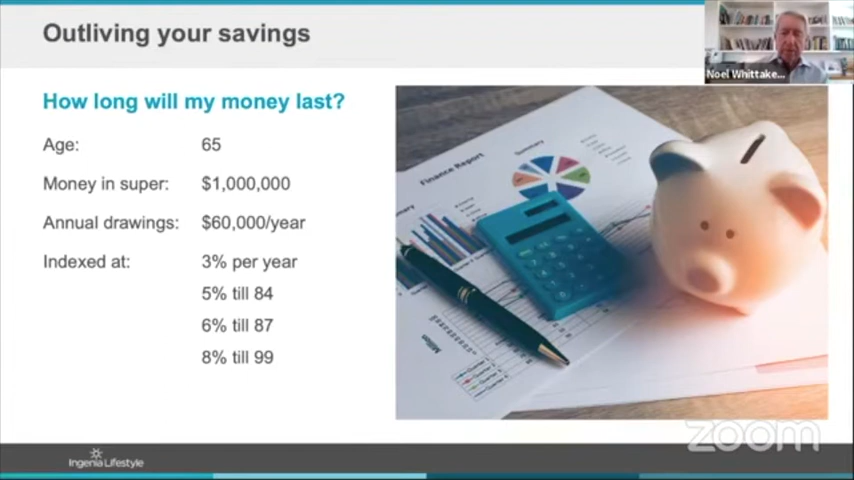 Outliving your savings
Noel Whittake...
How long will my money last?
Age: 65
Money in super: $1,000,000
Annual drawings: $60,000/year
Indexed at: 3% per year
5% till 84
6% till 87
8% till 99
Finance Report
Summary
Million
zoom
Ingenia Lifestyle